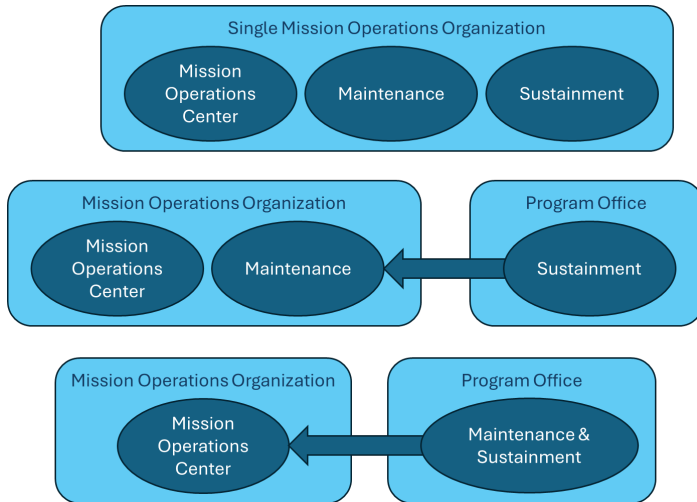 Single Mission Operations Organization
Mission
Operations
Center
Maintenance
Sustainment
Mission Operations Organization
Program Office
Mission
Operations
Center
Maintenance
Sustainment
Mission Operations Organization
Program Office
Mission
Operations
Center
Maintenance &
Sustainment